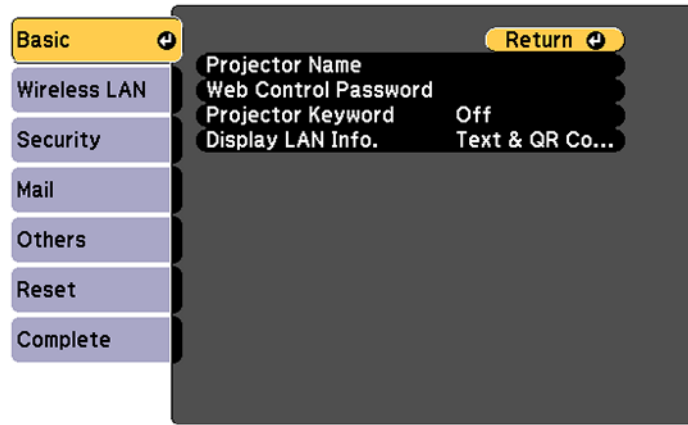 Basic
Wireless LAN
Security
Mail
Others
Reset
Complete
Return
Projector Name
Web Control Password
Projector Keyword Off
Display LAN Info. Text & QR Co...